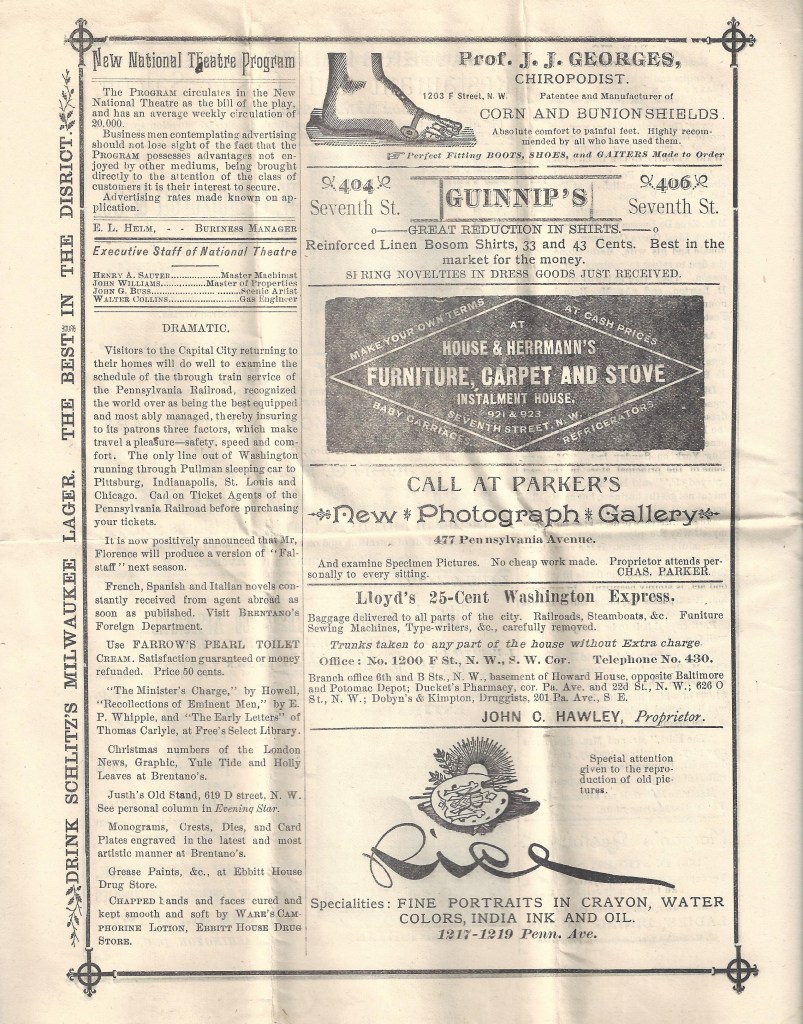 DRINK SCHLITZ'S MILWAUKEE LAGER. THE BEST IN THE DISRICT.
New National Theatre Program
The PROGRAM circulates in the New
National Theatre as the bill of the play,
and has an average weekly circulation of
20,000.
Business men contemplating advertising
should not lose sight of the fact that the
PROGRAM possesses advantages not en-
joyed by other mediums, being brought
directly to the attention of the class of
customers it is their interest to secure.
Advertising rates made known on ap-
plication.
E. L. HELM, - - BURINESS MANAGER
Executive Staff of National Theatre
HENRY A. SAUTER..................Master Machinist
JOHN WILLIAMS................Master of Properties
JOHN G. BUSS.........................Scenic Artist
WALTER COLLINS.........................Gas Engineer
DRAMATIC.
Visitors to the Capital City returning to
their homes will do well to examine the
schedule of the through train service of
the Pennsylvania Railroad, recognized
the world over as being the best equipped
and most ably managed, thereby insuring
to its patrons three factors, which make
travel a pleasure—safety, speed and com-
fort. The only line out of Washington
running through Pullman sleeping car to
Pittsburg, Indianapolis, St. Louis and
Chicago. Call on Ticket Agents of the
Pennsylvania Railroad before purchasing
your tickets.
It is now positively announced that Mr,
Florence will produce a version of "Fal-
staff" next season.
French, Spanish and Italian novels con-
stantly received from agent abroad as
soon as published. Visit BRENTANO'S
Foreign Department.
Use FARROW'S PEARL TOILET
CREAM. Satisfaction guaranteed or money
refunded. Price 50 cents.
"The Minister's Charge," by Howell,
"Recollections of Eminent Men," by E.
P. Whipple, and "The Early Letters" of
Thomas Carlyle, at Free's Select Library.
Christmas numbers of the London
News, Graphic, Yule Tide and Holly
Leaves at Brentano's.
Justh's Old Stand, 619 D street, N. W.
See personal column in Evening Star.
Monograms, Crests, Dies, and Card
Plates engraved in the latest and most
artistic manner at Brentano's.
Grease Paints, &c., at Ebbitt House
Drug Store.
CHAPPED hands and faces cured and
kept smooth and soft by WARE'S CAM-
PHORINE LOTION, EBBITT HOUSE DRUG
STORE.
Prof. J. J. GEORGES,
CHIROPODIST.
1203 F Street, N. W. Patentee and Manufacturer of
CORN AND BUNION SHIELDS.
Absolute comfort to painful feet. Highly recom-
mended by all who have used them.
☞ Perfect Fitting BOOTS, SHOES, and GAITERS Made to Order
404 GUINNIP'S 406
Seventh St. Seventh St.
GREAT REDUCTION IN SHIRTS.
Reinforced Linen Bosom Shirts, 33 and 43 Cents. Best in the
market for the money.
SPRING NOVELTIES IN DRESS GOODS JUST RECEIVED.
MAKE YOUR OWN TERMS AT CASH PRICES
AT
HOUSE & HERRMANN'S
FURNITURE, CARPET AND STOVE
INSTALMENT HOUSE,
921 & 923
SEVENTH STREET, N. W.
BABY CARRIAGES REFRIGERATORS
CALL AT PARKER'S
New * Photograph * Gallery
477 Pennsylvania Avenue.
And examine Specimen Pictures. No cheap work made. Proprietor attends per-
sonally to every sitting. CHAS. PARKER.
Lloyd's 25-Cent Washington Express.
Baggage delivered to all parts of the city. Railroads, Steamboats, &c. Funiture
Sewing Machines, Type-writers, &c., carefully removed.
Trunks taken to any part of the house without Extra charge
Office: No. 1200 F St., N. W., S. W. Cor. Telephone No. 430.
Branch office 6th and B Sts., N. W., basement of Howard House, opposite Baltimore
and Potomac Depot; Ducket's Pharmacy, cor. Pa. Ave. and 22d St., N. W.; 626 O
St., N. W.; Dobyn's & Kimpton, Druggists, 201 Pa. Ave., S. E.
JOHN C. HAWLEY, Proprietor.
Special attention
given to the repro-
duction of old pic-
tures.
Rice
Specialities: FINE PORTRAITS IN CRAYON, WATER
COLORS, INDIA INK AND OIL.
1217-1219 Penn. Ave.